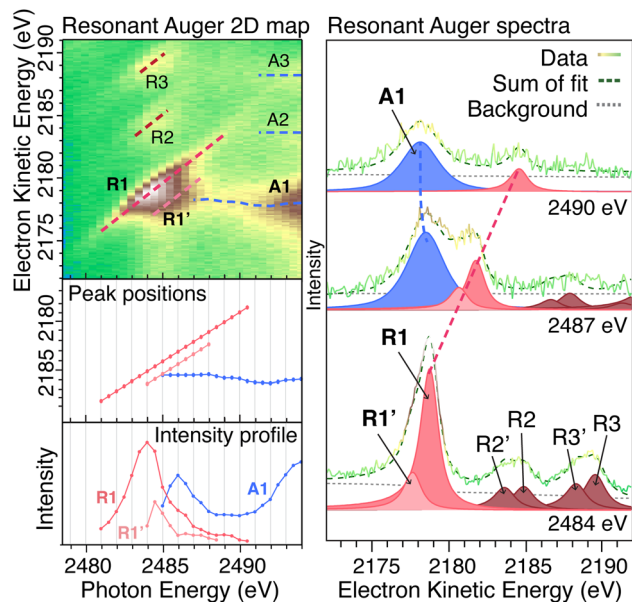 Resonant Auger 2D map
Electron Kinetic Energy (eV)
2190
2185
2180
2175
R3
A3
R2
A2
R1
A1
R1'
Peak positions
2180
2185
Intensity profile
Intensity
R1
A1
R1'
2480 2485 2490
Photon Energy (eV)
Resonant Auger spectra
Data
Sum of fit
Background
A1
2490 eV
Intensity
2487 eV
R1
R1'
R2' R2 R3' R3
2484 eV
2175 2180 2185 2190
Electron Kinetic Energy (eV)